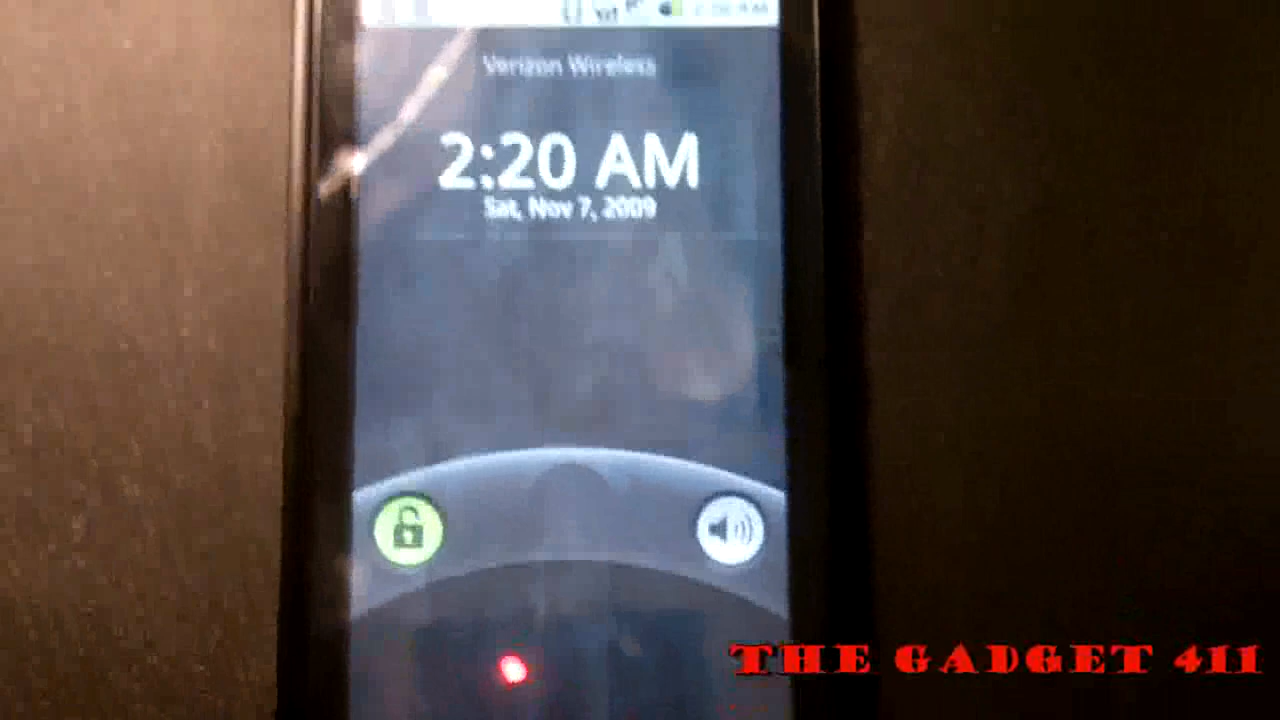 Verizon Wireless
2:20 AM
Sat, Nov 7, 2009
THE GADGET 411